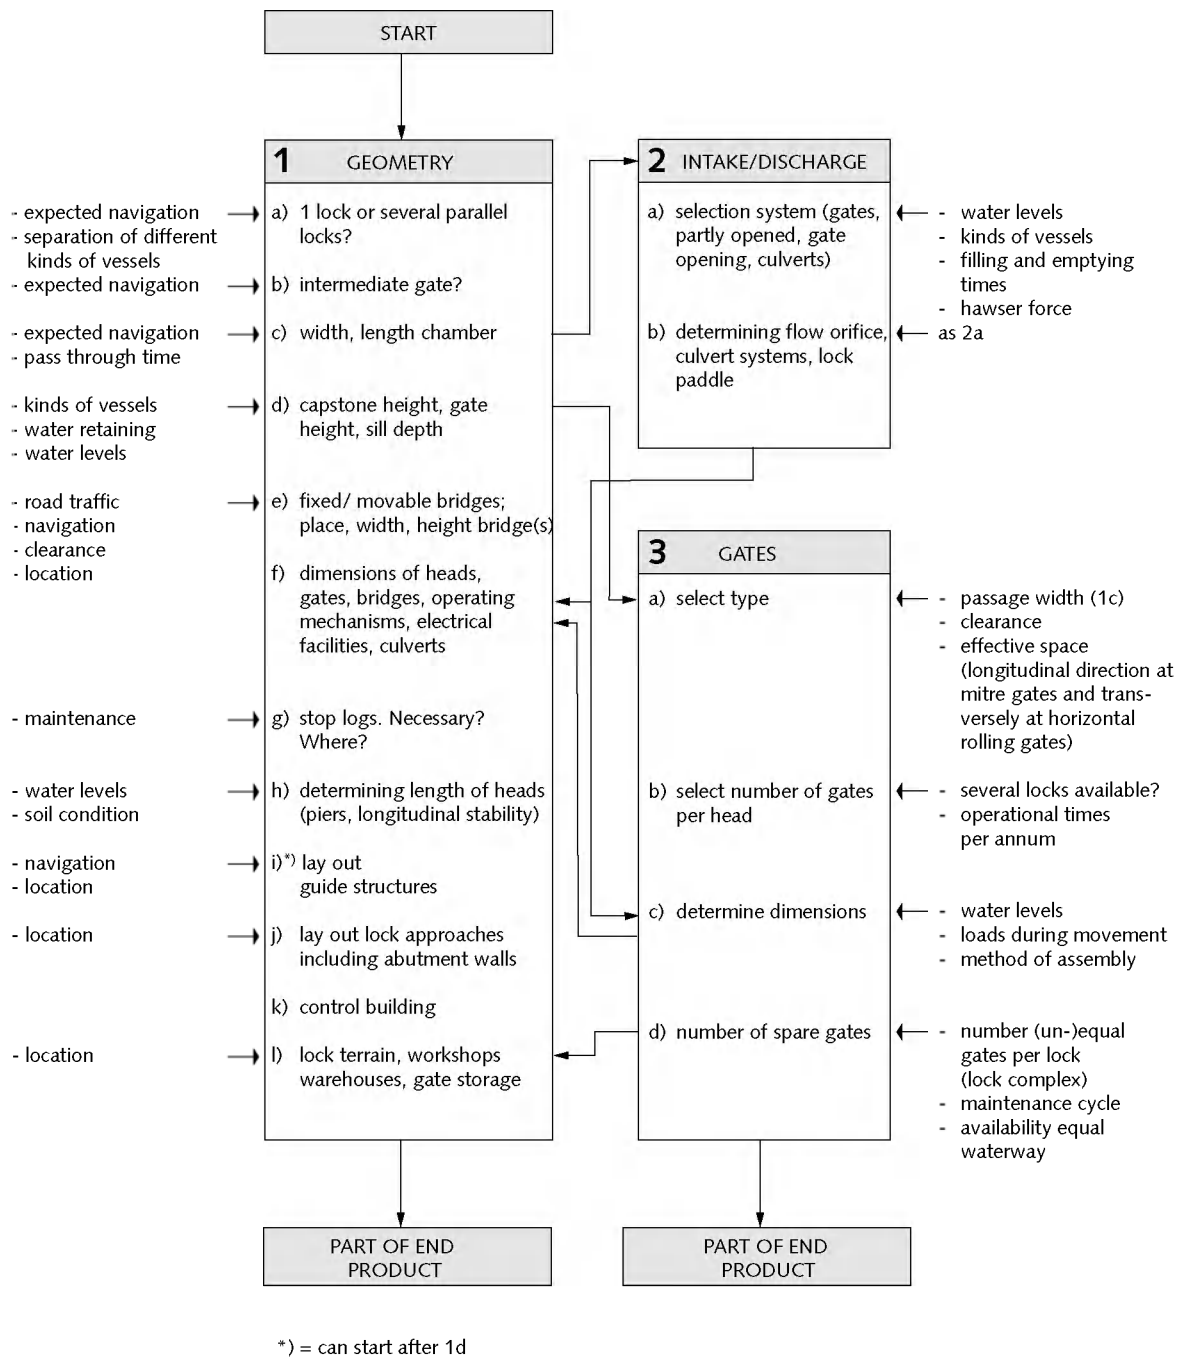 START
1 GEOMETRY
- expected navigation
- separation of different
kinds of vessels
a) 1 lock or several parallel
locks?
- expected navigation
b) intermediate gate?
- expected navigation
- pass through time
c) width, length chamber
- kinds of vessels
- water retaining
- water levels
d) capstone height, gate
height, sill depth
- road traffic
- navigation
- clearance
- location
e) fixed/ movable bridges;
place, width, height bridge(s)
f) dimensions of heads,
gates, bridges, operating
mechanisms, electrical
facilities, culverts
- maintenance
g) stop logs. Necessary?
Where?
- water levels
- soil condition
h) determining length of heads
(piers, longitudinal stability)
- navigation
- location
i)*) lay out
guide structures
- location
j) lay out lock approaches
including abutment walls
k) control building
- location
l) lock terrain, workshops
warehouses, gate storage
PART OF END
PRODUCT
2 INTAKE/DISCHARGE
a) selection system (gates,
partly opened, gate
opening, culverts)
- water levels
- kinds of vessels
- filling and emptying
times
- hawser force
b) determining flow orifice,
culvert systems, lock
paddle
as 2a
3 GATES
a) select type
- passage width (1c)
- clearance
- effective space
(longitudinal direction at
mitre gates and trans-
versely at horizontal
rolling gates)
b) select number of gates
per head
- several locks available?
- operational times
per annum
c) determine dimensions
- water levels
- loads during movement
- method of assembly
d) number of spare gates
- number (un-)equal
gates per lock
(lock complex)
- maintenance cycle
- availability equal
waterway
PART OF END
PRODUCT
*) = can start after 1d